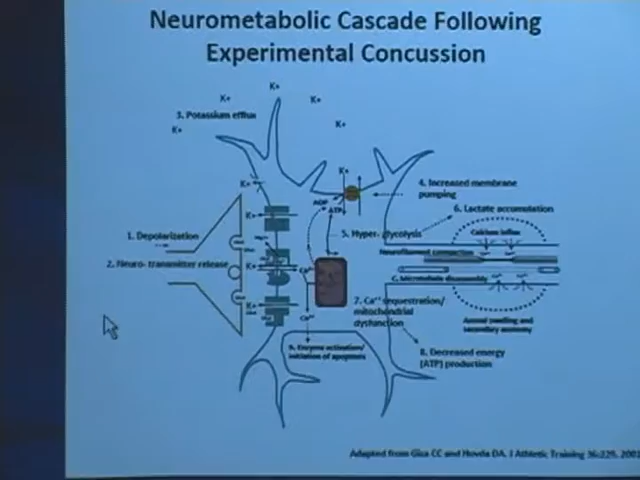 Neurometabolic Cascade Following
Experimental Concussion
K+
K+
K+
3. Potassium efflux
K+
K+
K+
K+
4. Increased membrane
pumping
ADP
ATP
6. Lactate accumulation
K+
Calcium influx
1. Depolarization
5. Hyper- glycolysis
Neurofilament compaction
2. Neuro- transmitter release
K+
Ca
Microtubule disassembly
7. Ca++ sequestration/
mitochondrial
dysfunction
K+
Ca++
Axonal swelling and
secondary axotomy
9. Enzyme activation/
initiation of apoptosis
8. Decreased energy
(ATP) production
Adapted from Giza CC and Hovda DA. J Athletic Training 36:229, 2001